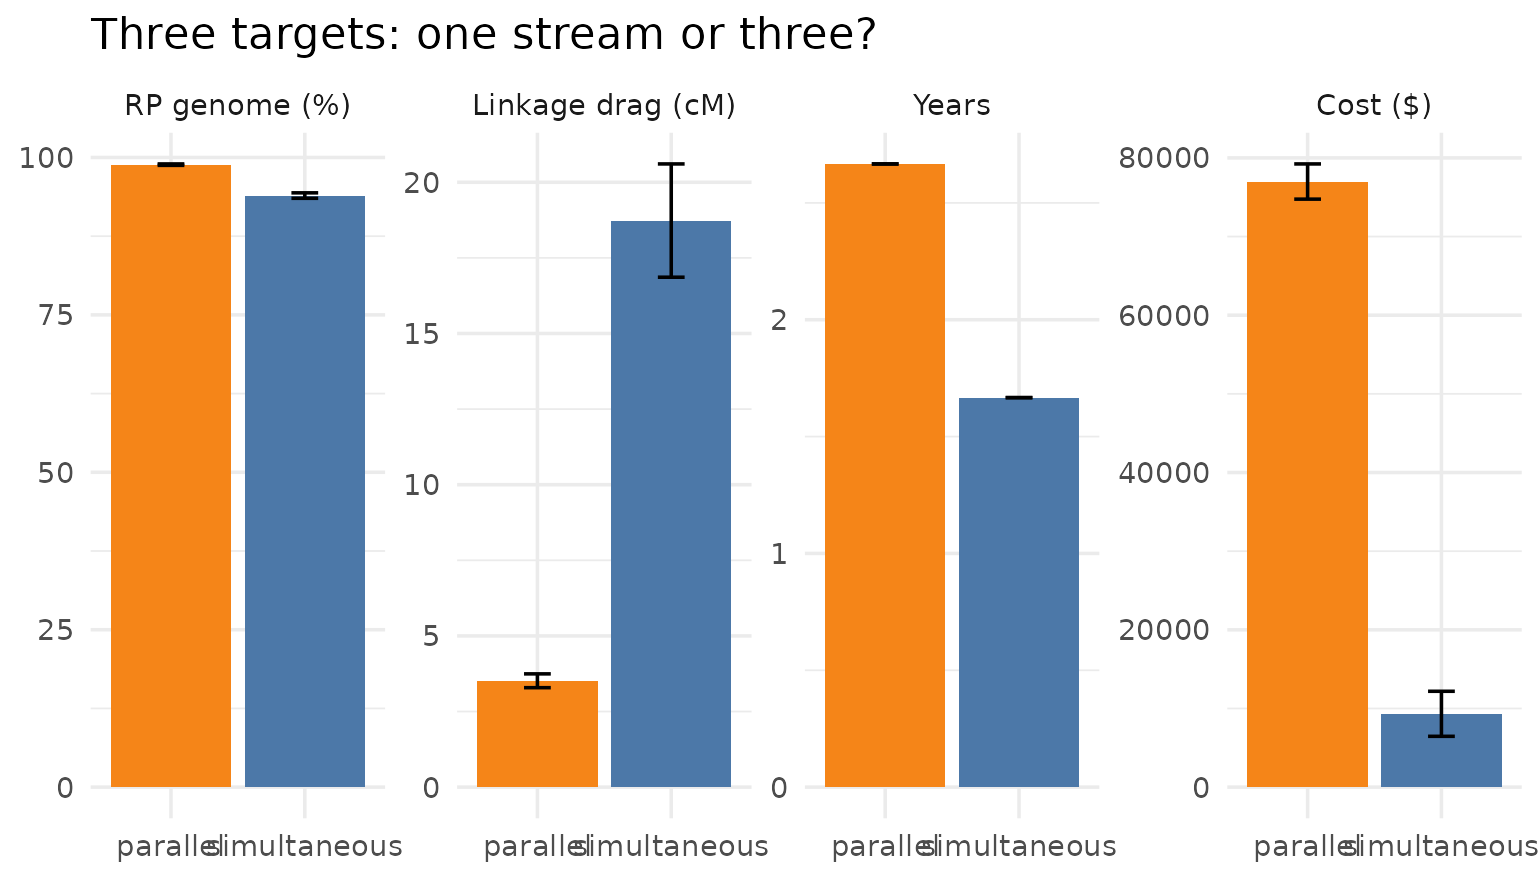 Three targets: one stream or three?
RP genome (%)
100
75
50
25
0
parallel
simultaneous
Linkage drag (cM)
20
15
10
5
0
parallel
simultaneous
Years
2
1
0
parallel
simultaneous
Cost ($)
80000
60000
40000
20000
0
parallel
simultaneous